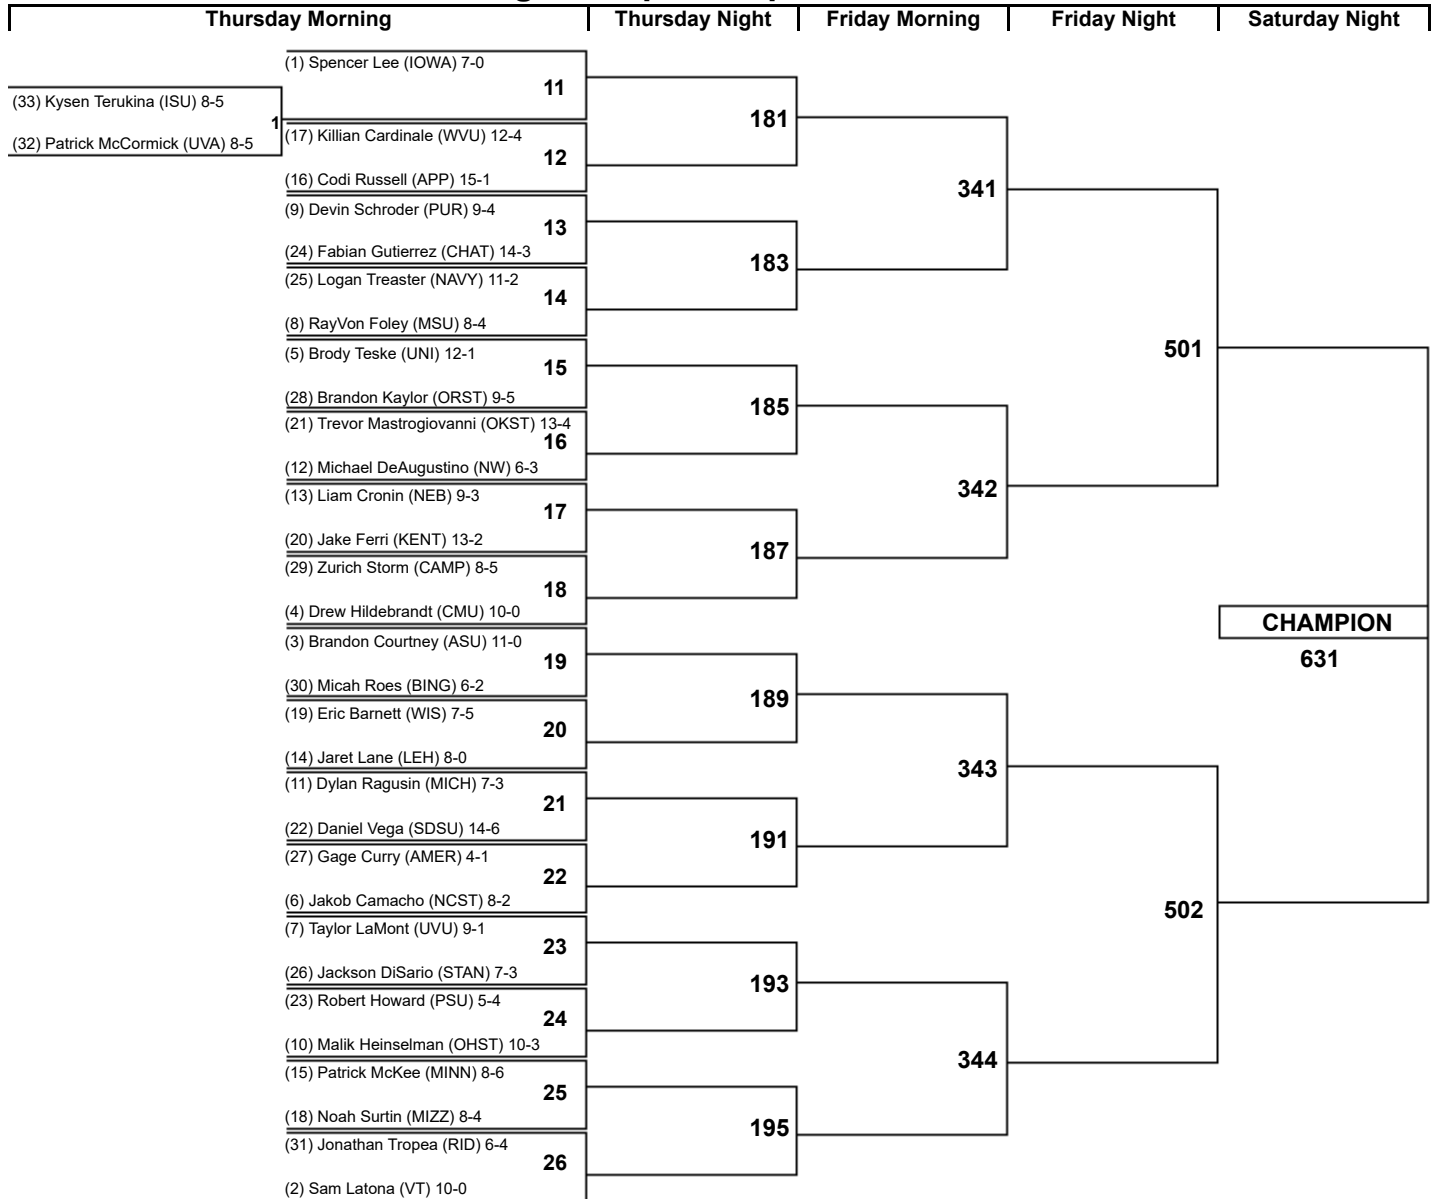 Thursday Morning
Thursday Night
Friday Morning
Friday Night
Saturday Night
(1) Spencer Lee (IOWA) 7-0
11
(33) Kysen Terukina (ISU) 8-5
1
(32) Patrick McCormick (UVA) 8-5
(17) Killian Cardinale (WVU) 12-4
12
(16) Codi Russell (APP) 15-1
(9) Devin Schroder (PUR) 9-4
13
(24) Fabian Gutierrez (CHAT) 14-3
(25) Logan Treaster (NAVY) 11-2
14
(8) RayVon Foley (MSU) 8-4
(5) Brody Teske (UNI) 12-1
15
(28) Brandon Kaylor (ORST) 9-5
(21) Trevor Mastrogiovanni (OKST) 13-4
16
(12) Michael DeAugustino (NW) 6-3
(13) Liam Cronin (NEB) 9-3
17
(20) Jake Ferri (KENT) 13-2
(29) Zurich Storm (CAMP) 8-5
18
(4) Drew Hildebrandt (CMU) 10-0
(3) Brandon Courtney (ASU) 11-0
19
(30) Micah Roes (BING) 6-2
(19) Eric Barnett (WIS) 7-5
20
(14) Jaret Lane (LEH) 8-0
(11) Dylan Ragusin (MICH) 7-3
21
(22) Daniel Vega (SDSU) 14-6
(27) Gage Curry (AMER) 4-1
22
(6) Jakob Camacho (NCST) 8-2
(7) Taylor LaMont (UVU) 9-1
23
(26) Jackson DiSario (STAN) 7-3
(23) Robert Howard (PSU) 5-4
24
(10) Malik Heinselman (OHST) 10-3
(15) Patrick McKee (MINN) 8-6
25
(18) Noah Surtin (MIZZ) 8-4
(31) Jonathan Tropea (RID) 6-4
26
(2) Sam Latona (VT) 10-0
181
183
185
187
189
191
193
195
341
342
343
344
501
502
CHAMPION
631